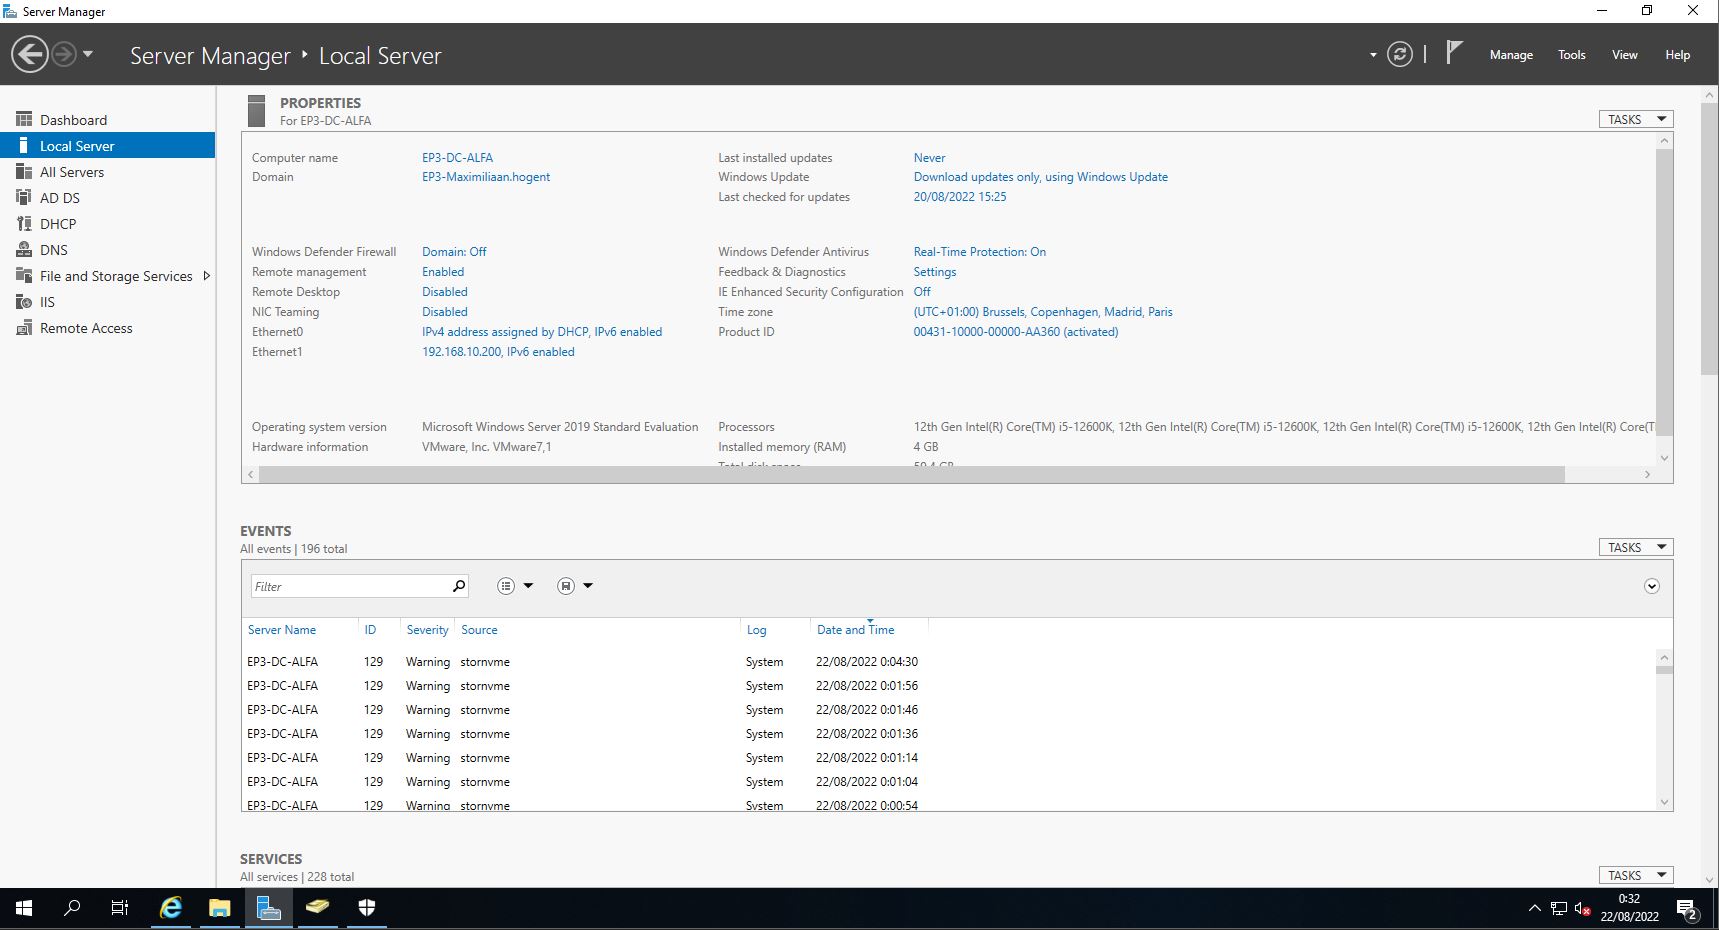 Server Manager
Server Manager ‣ Local Server
Manage Tools View Help
Dashboard
Local Server
All Servers
AD DS
DHCP
DNS
File and Storage Services
IIS
Remote Access
PROPERTIES
For EP3-DC-ALFA
TASKS
Computer name EP3-DC-ALFA
Domain EP3-Maximiliaan.hogent
Last installed updates Never
Windows Update Download updates only, using Windows Update
Last checked for updates 20/08/2022 15:25
Windows Defender Firewall Domain: Off
Remote management Enabled
Remote Desktop Disabled
NIC Teaming Disabled
Ethernet0 IPv4 address assigned by DHCP, IPv6 enabled
Ethernet1 192.168.10.200, IPv6 enabled
Windows Defender Antivirus Real-Time Protection: On
Feedback & Diagnostics Settings
IE Enhanced Security Configuration Off
Time zone (UTC+01:00) Brussels, Copenhagen, Madrid, Paris
Product ID 00431-10000-00000-AA360 (activated)
Operating system version Microsoft Windows Server 2019 Standard Evaluation
Hardware information VMware, Inc. VMware7,1
Processors 12th Gen Intel(R) Core(TM) i5-12600K, 12th Gen Intel(R) Core(TM) i5-12600K, 12th Gen Intel(R) Core(TM) i5-12600K, 12th Gen Intel(R) Core(T
Installed memory (RAM) 4 GB
Total disk space
EVENTS
All events | 196 total
TASKS
Filter
Server Name ID Severity Source Log Date and Time
EP3-DC-ALFA 129 Warning stornvme System 22/08/2022 0:04:30
EP3-DC-ALFA 129 Warning stornvme System 22/08/2022 0:01:56
EP3-DC-ALFA 129 Warning stornvme System 22/08/2022 0:01:46
EP3-DC-ALFA 129 Warning stornvme System 22/08/2022 0:01:36
EP3-DC-ALFA 129 Warning stornvme System 22/08/2022 0:01:14
EP3-DC-ALFA 129 Warning stornvme System 22/08/2022 0:01:04
EP3-DC-ALFA 129 Warning stornvme System 22/08/2022 0:00:54
SERVICES
All services | 228 total
TASKS
0:32
22/08/2022
2